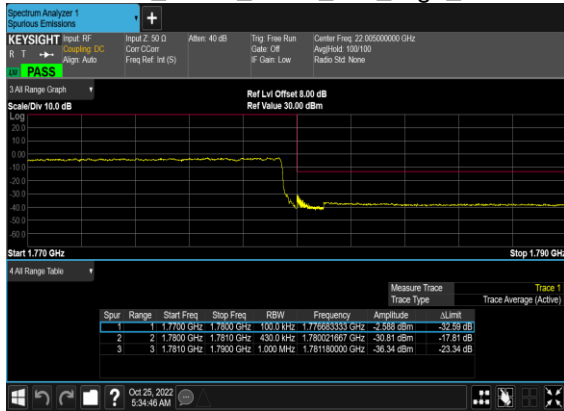 Spectrum Analyzer 1
Spurious Emissions
KEYSIGHT Input: RF Input Z: 50 Ω Atten: 40 dB Trig: Free Run Center Freq: 22.005000000 GHz
R T Coupling: DC Corr CCorr Gate: Off Avg|Hold: 100/100
Align: Auto Freq Ref: Int (S) IF Gain: Low Radio Std: None
PASS
3 All Range Graph
Ref Lvl Offset 8.00 dB
Scale/Div 10.0 dB Ref Value 30.00 dBm
Log
20.0
10.0
0.00
-10.0
-20.0
-30.0
-40.0
-50.0
-60.0
Start 1.770 GHz Stop 1.790 GHz
4 All Range Table
Measure Trace Trace 1
Trace Type Trace Average (Active)
Spur Range Start Freq Stop Freq RBW Frequency Amplitude ΔLimit
1 1 1.7700 GHz 1.7800 GHz 100.0 kHz 1.776683333 GHz -2.588 dBm -32.59 dB
2 2 1.7800 GHz 1.7810 GHz 430.0 kHz 1.780021667 GHz -30.81 dBm -17.81 dB
3 3 1.7810 GHz 1.7900 GHz 1.000 MHz 1.781180000 GHz -36.34 dBm -23.34 dB
? Oct 25, 2022
5:34:46 AM